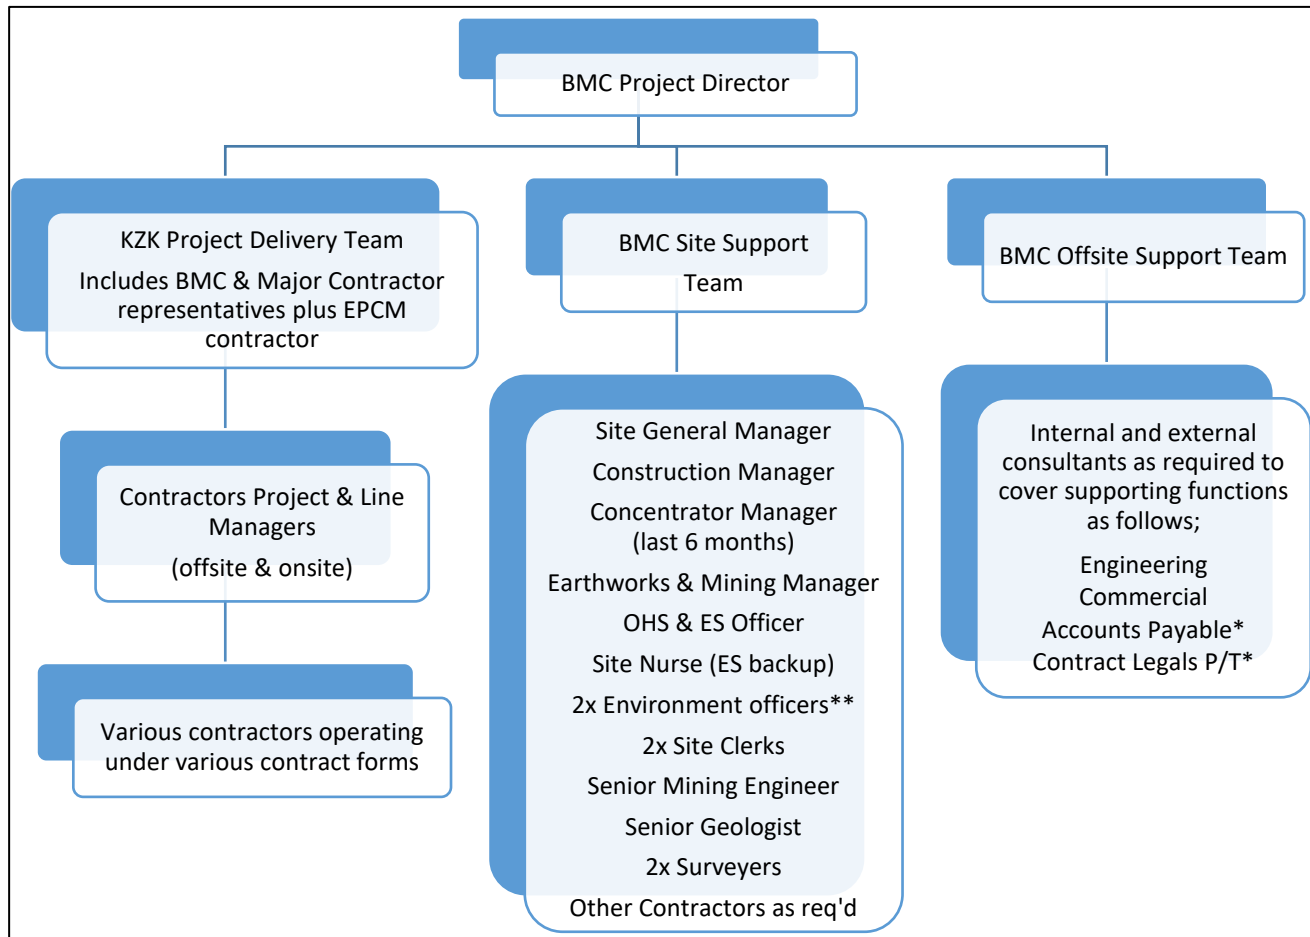 BMC Project Director
KZK Project Delivery Team
Includes BMC & Major Contractor
representatives plus EPCM
contractor
Contractors Project & Line
Managers
(offsite & onsite)
Various contractors operating
under various contract forms
BMC Site Support
Team
Site General Manager
Construction Manager
Concentrator Manager
(last 6 months)
Earthworks & Mining Manager
OHS & ES Officer
Site Nurse (ES backup)
2x Environment officers**
2x Site Clerks
Senior Mining Engineer
Senior Geologist
2x Surveyers
Other Contractors as req'd
BMC Offsite Support Team
Internal and external
consultants as required to
cover supporting functions
as follows;
Engineering
Commercial
Accounts Payable*
Contract Legals P/T*